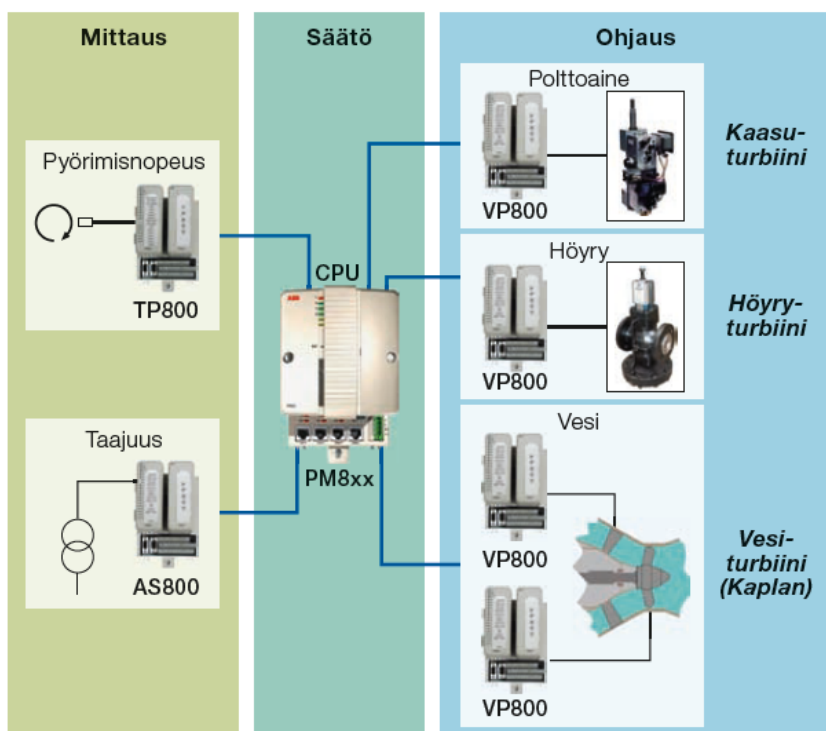 Mittaus
Säätö
Ohjaus
Pyörimisnopeus
TP800
Taajuus
AS800
CPU
ABB
PM8xx
Polttoaine
VP800
Kaasu-
turbiini
Höyry
VP800
Höyry-
turbiini
Vesi
VP800
VP800
Vesi-
turbiini
(Kaplan)